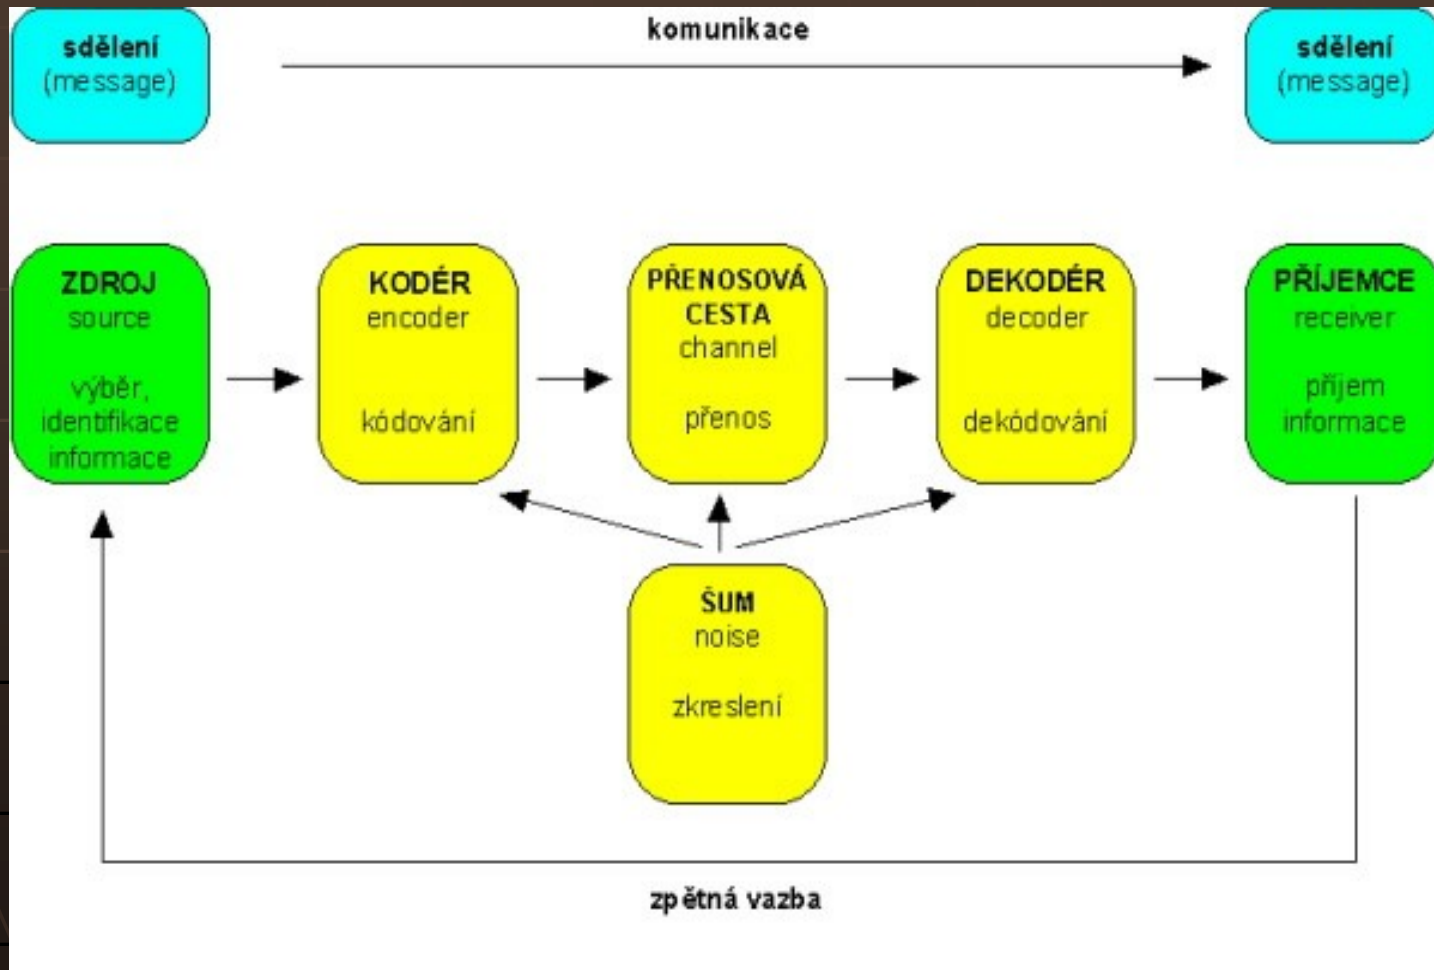 sdělení
(message)
komunikace
sdělení
(message)
ZDROJ
source
výběr,
identifikace
informace
KODÉR
encoder
kódování
PŘENOSOVÁ
CESTA
channel
přenos
DEKODÉR
decoder
dekódování
PŘÍJEMCE
receiver
příjem
informace
ŠUM
noise
zkreslení
zpětná vazba